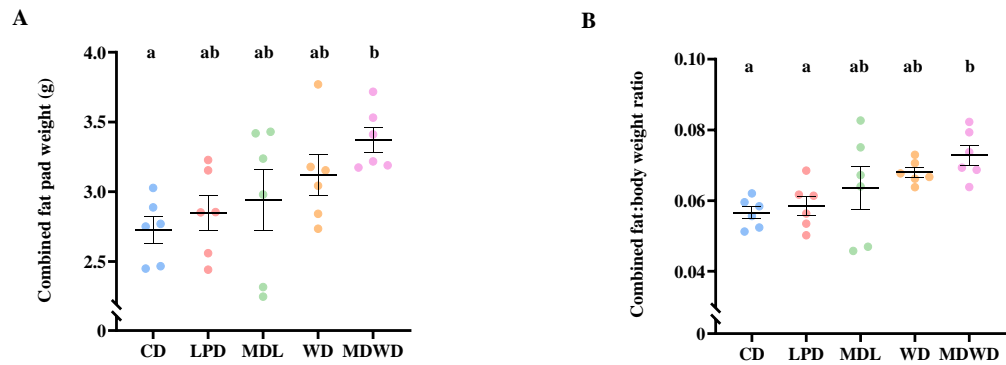 A
Combined fat pad weight (g)
4.0
3.5
3.0
2.5
0
a ab ab ab b
CD LPD MDL WD MDWD
B
Combined fat:body weight ratio
0.10
0.08
0.06
0.04
0
a a ab ab b
CD LPD MDL WD MDWD